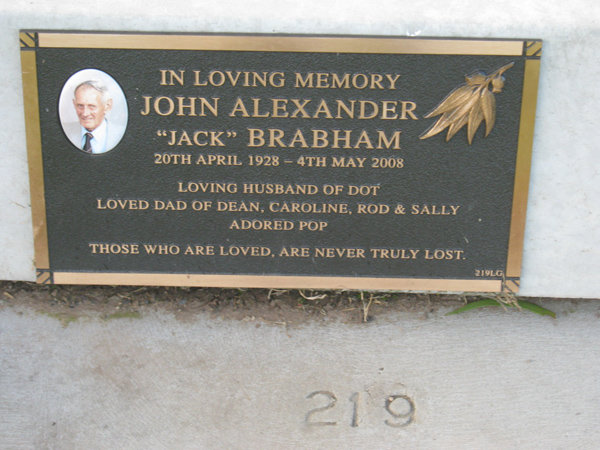 IN LOVING MEMORY
JOHN ALEXANDER
"JACK" BRABHAM
20TH APRIL 1928 – 4TH MAY 2008
LOVING HUSBAND OF DOT
LOVED DAD OF DEAN, CAROLINE, ROD & SALLY
ADORED POP
THOSE WHO ARE LOVED, ARE NEVER TRULY LOST.
219LG
219